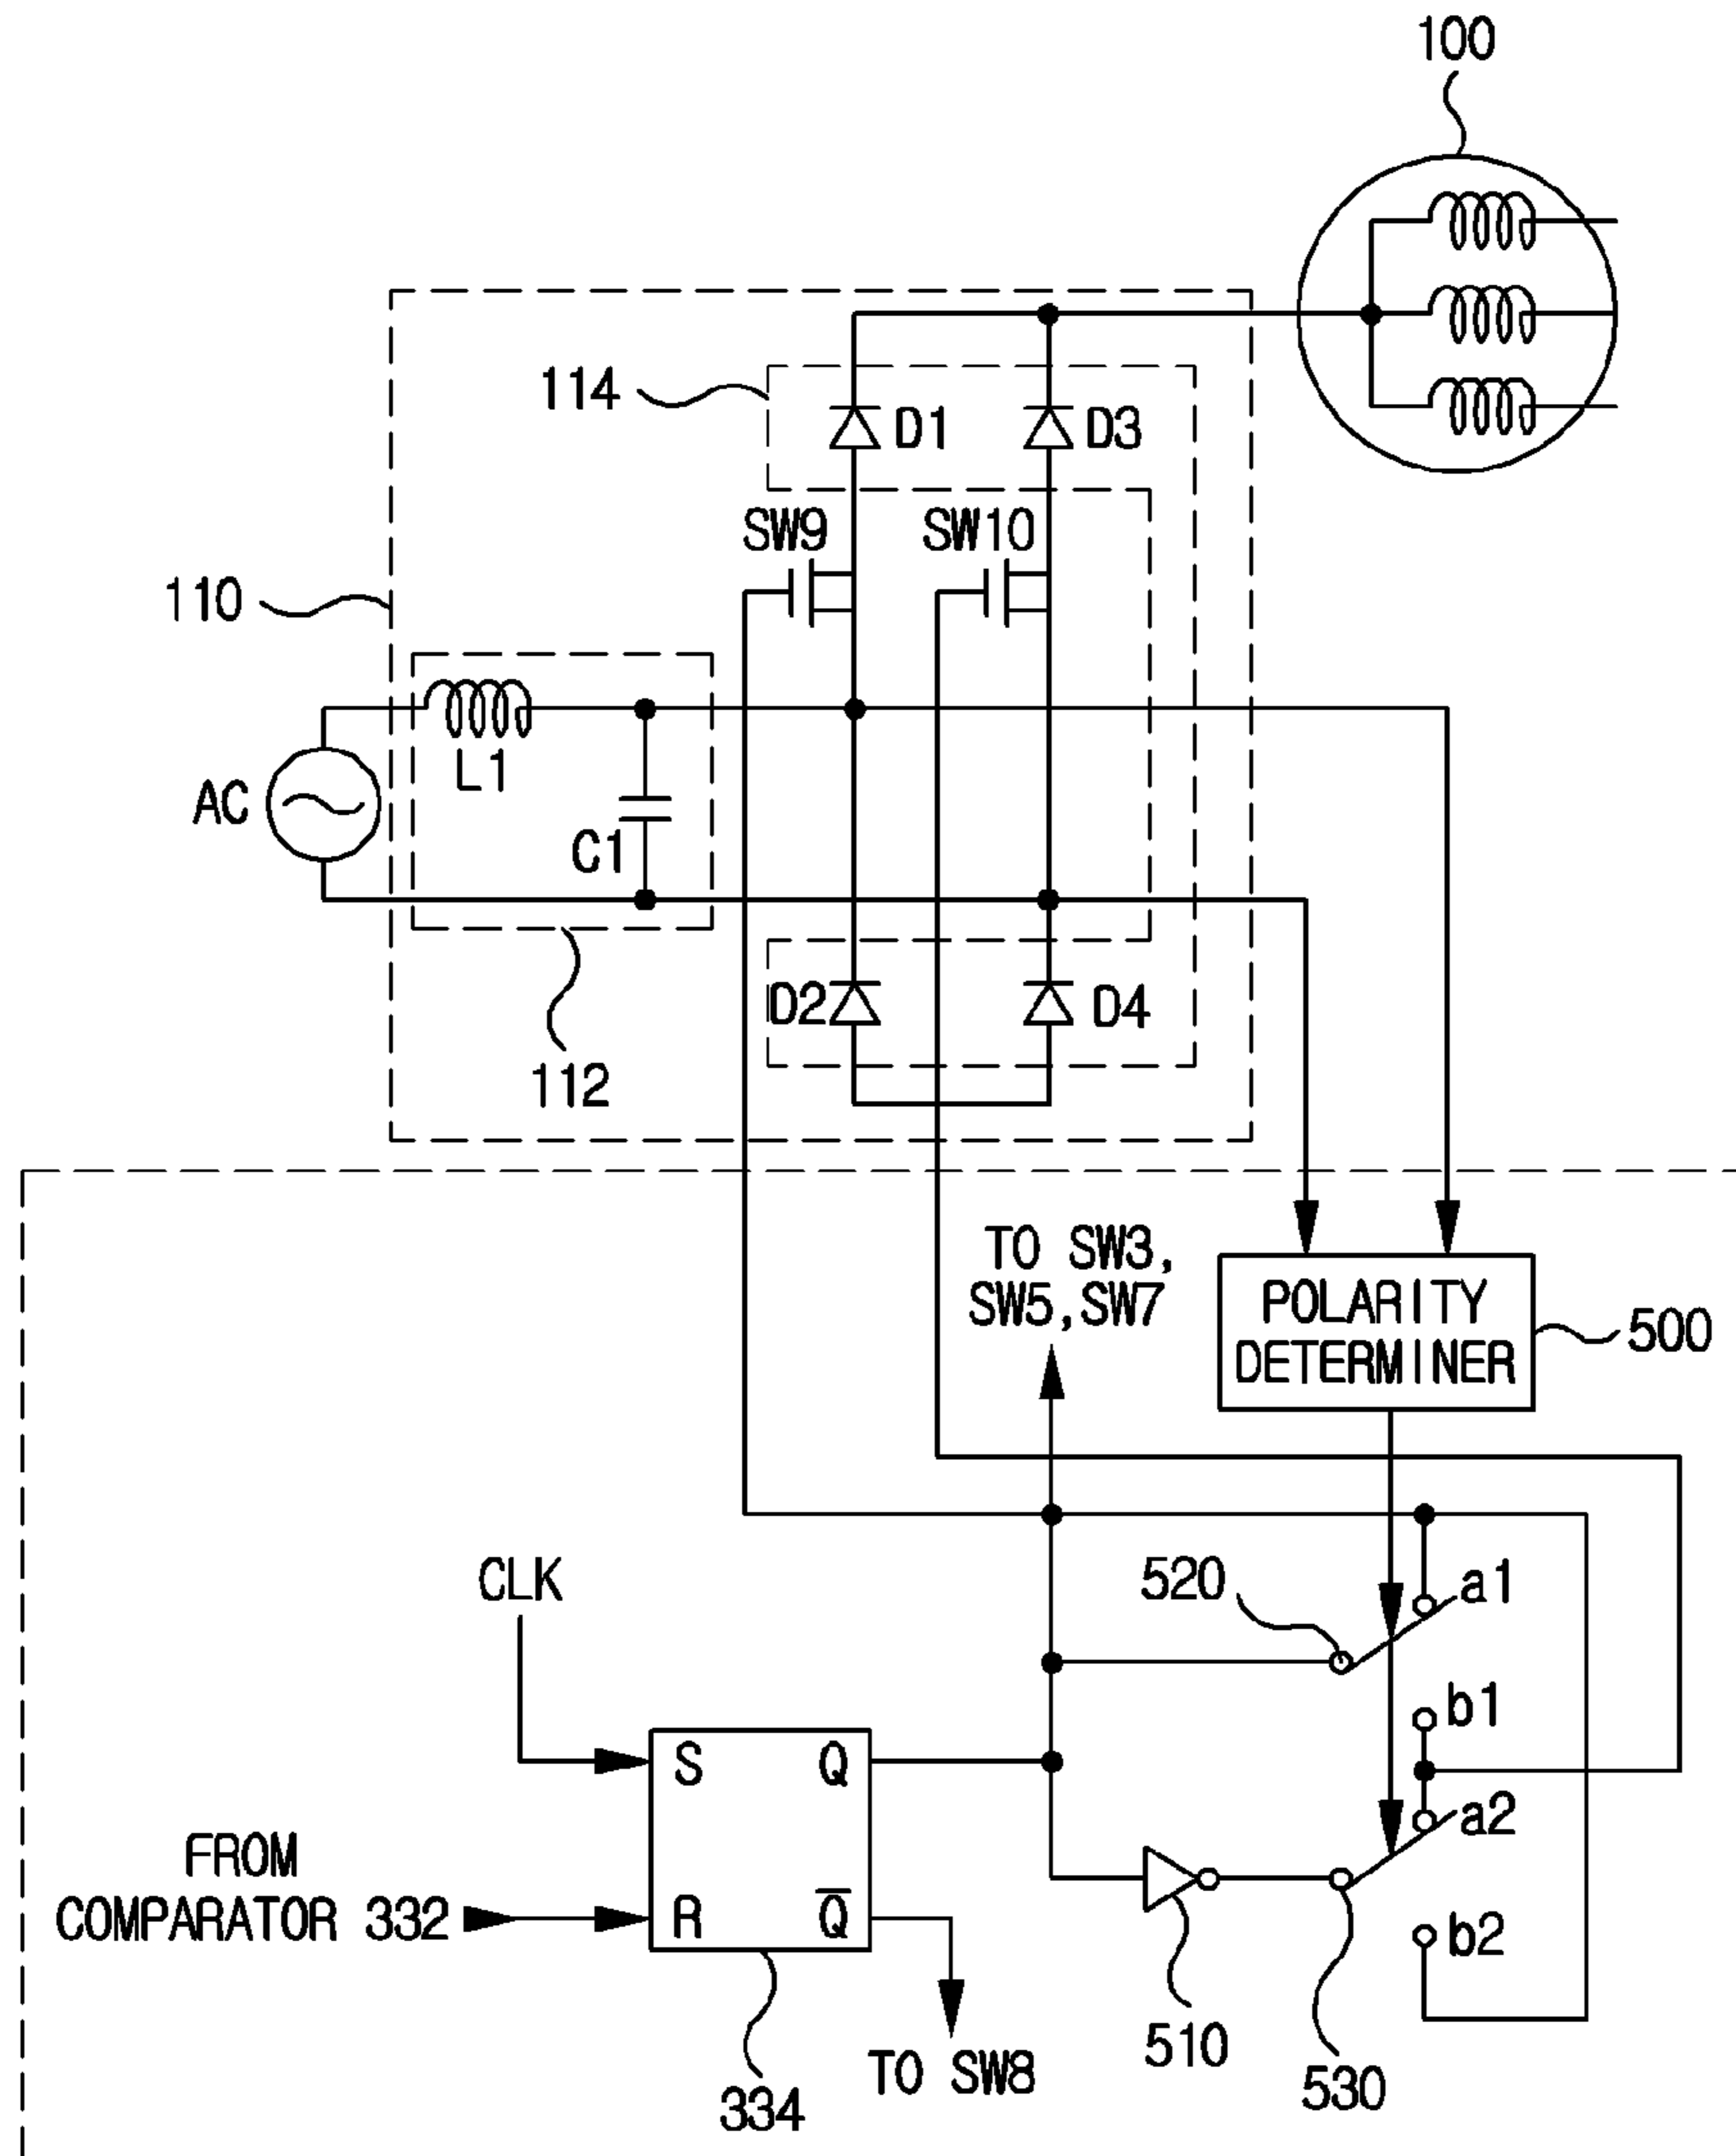 100
114
D1
D3
SW9
SW10
110
L1
AC
C1
D2
D4
112
TO SW3,
SW5,SW7
POLARITY
DETERMINER
500
CLK
520
a1
b1
S
Q
a2
FROM
COMPARATOR 332
R
Q̅
b2
510
TO SW8
530
334